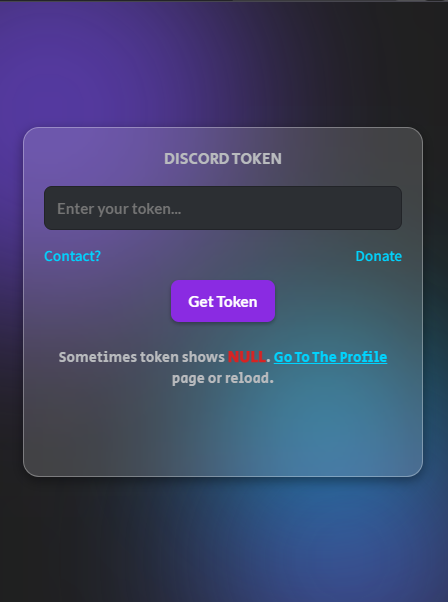 DISCORD TOKEN
Enter your token...
Contact?
Donate
Get Token
Sometimes token shows NULL. Go To The Profile
page or reload.